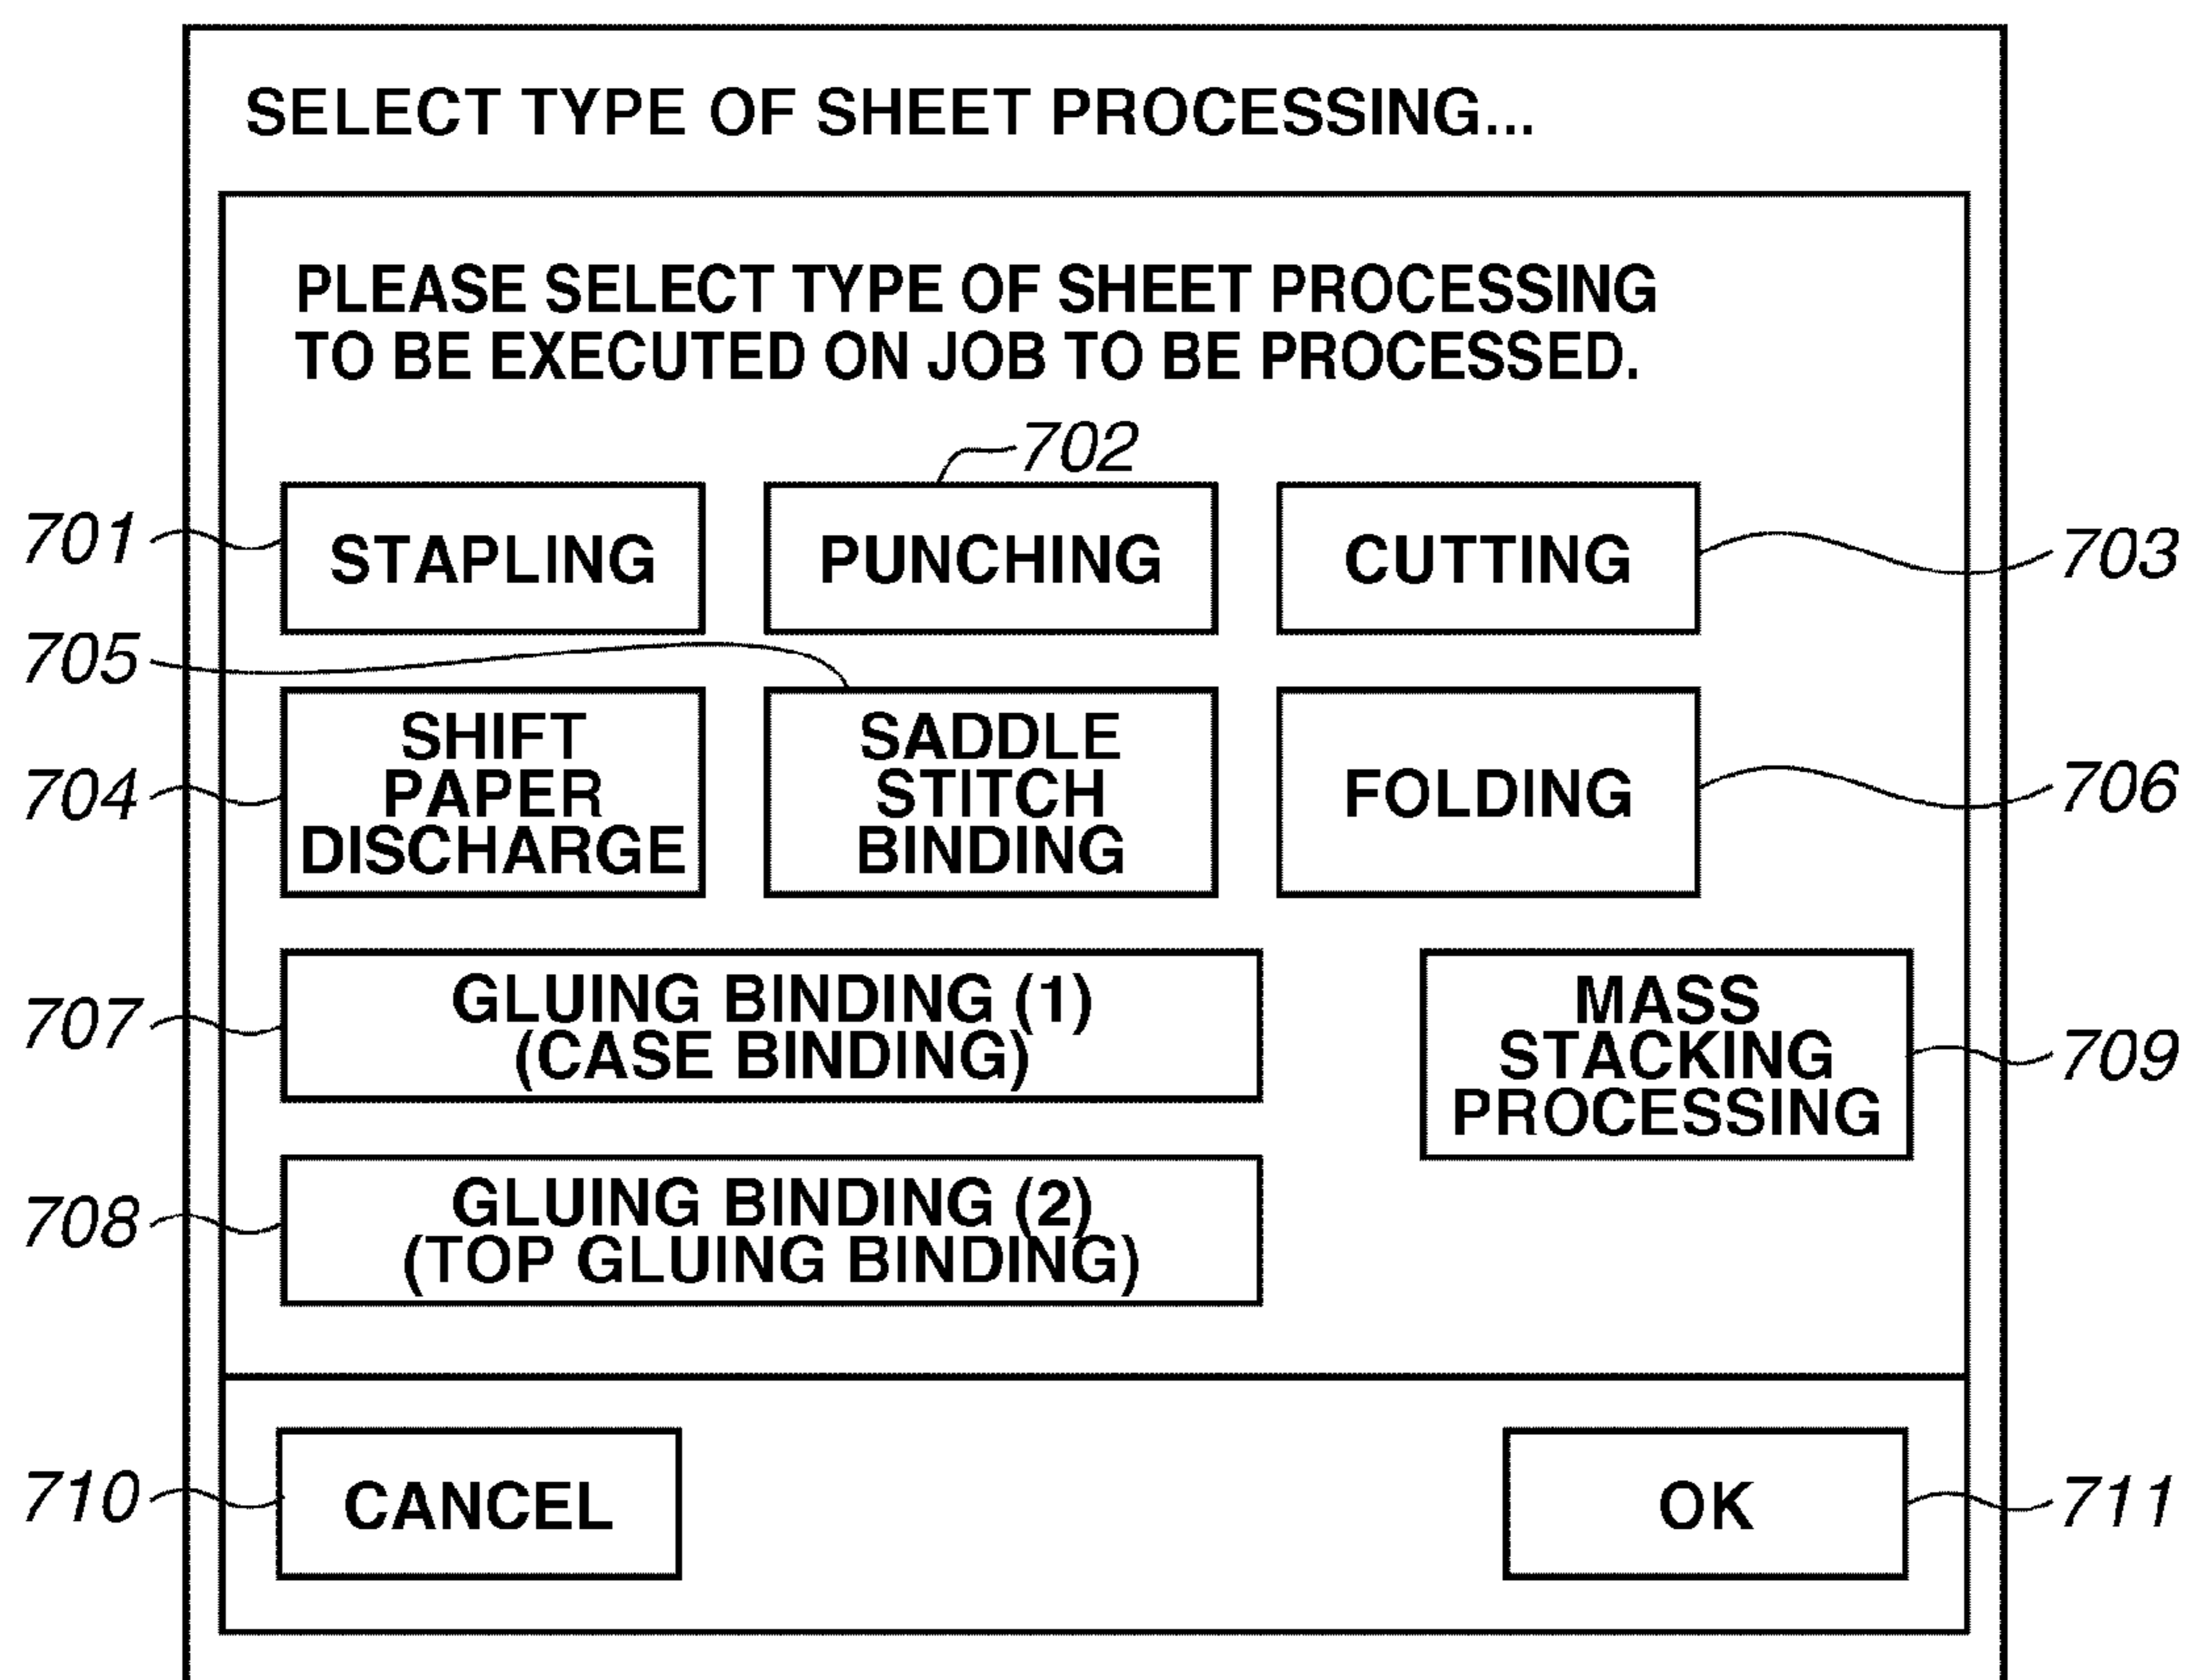 SELECT TYPE OF SHEET PROCESSING...
PLEASE SELECT TYPE OF SHEET PROCESSING
TO BE EXECUTED ON JOB TO BE PROCESSED.
702
701
STAPLING
PUNCHING
CUTTING
703
705
704
SHIFT
PAPER
DISCHARGE
SADDLE
STITCH
BINDING
FOLDING
706
707
GLUING BINDING (1)
(CASE BINDING)
MASS
STACKING
PROCESSING
709
708
GLUING BINDING (2)
(TOP GLUING BINDING)
710
CANCEL
OK
711